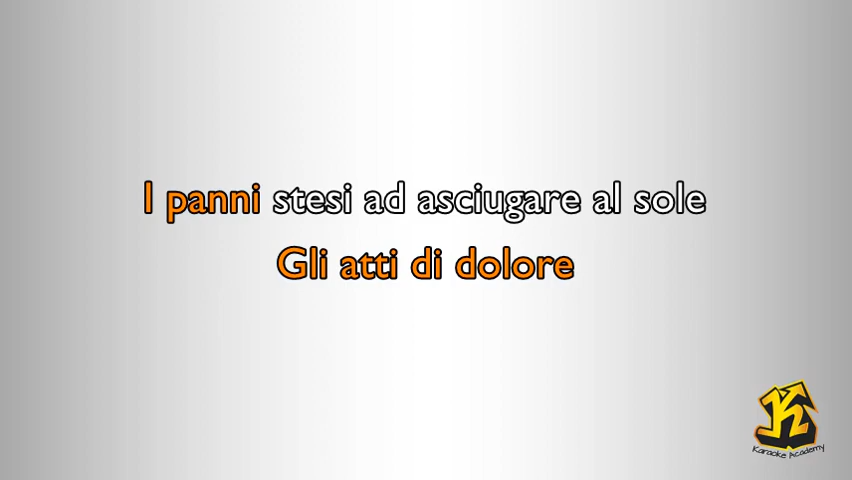 I panni stesi ad asciugare al sole
Gli atti di dolore
K
Karaoke Academy